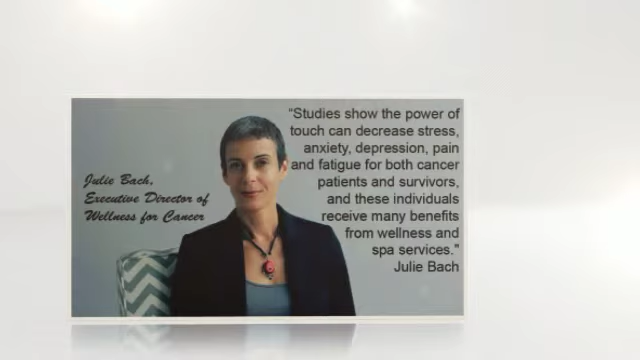 Julie Bach,
Executive Director of
Wellness for Cancer
"Studies show the power of
touch can decrease stress,
anxiety, depression, pain
and fatigue for both cancer
patients and survivors,
and these individuals
receive many benefits
from wellness and
spa services."
Julie Bach